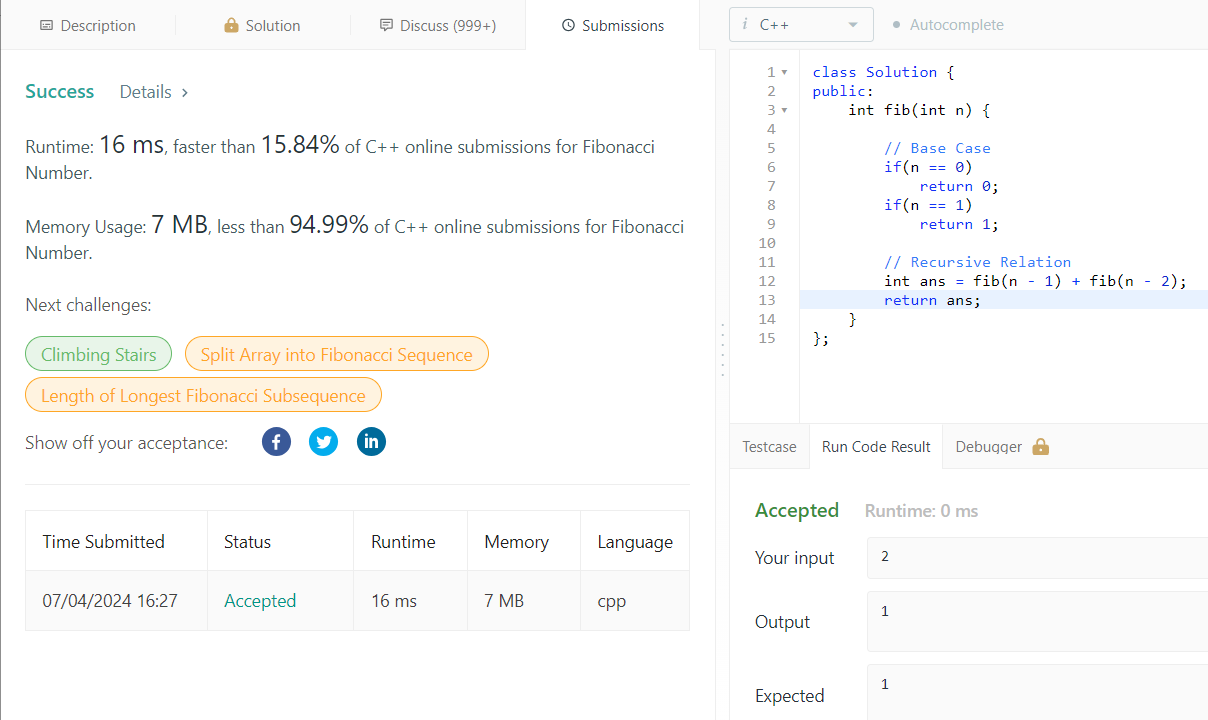 Description
Solution
Discuss (999+)
Submissions
Success Details >
Runtime: 16 ms, faster than 15.84% of C++ online submissions for Fibonacci
Number.
Memory Usage: 7 MB, less than 94.99% of C++ online submissions for Fibonacci
Number.
Next challenges:
Climbing Stairs
Split Array into Fibonacci Sequence
Length of Longest Fibonacci Subsequence
Show off your acceptance:
Time Submitted Status Runtime Memory Language
07/04/2024 16:27 Accepted 16 ms 7 MB cpp
i C++
Autocomplete
1 class Solution {
2 public:
3     int fib(int n) {
4
5         // Base Case
6         if(n == 0)
7             return 0;
8         if(n == 1)
9             return 1;
10
11         // Recursive Relation
12         int ans = fib(n - 1) + fib(n - 2);
13         return ans;
14     }
15 };
Testcase
Run Code Result
Debugger
Accepted Runtime: 0 ms
Your input 2
Output 1
Expected 1